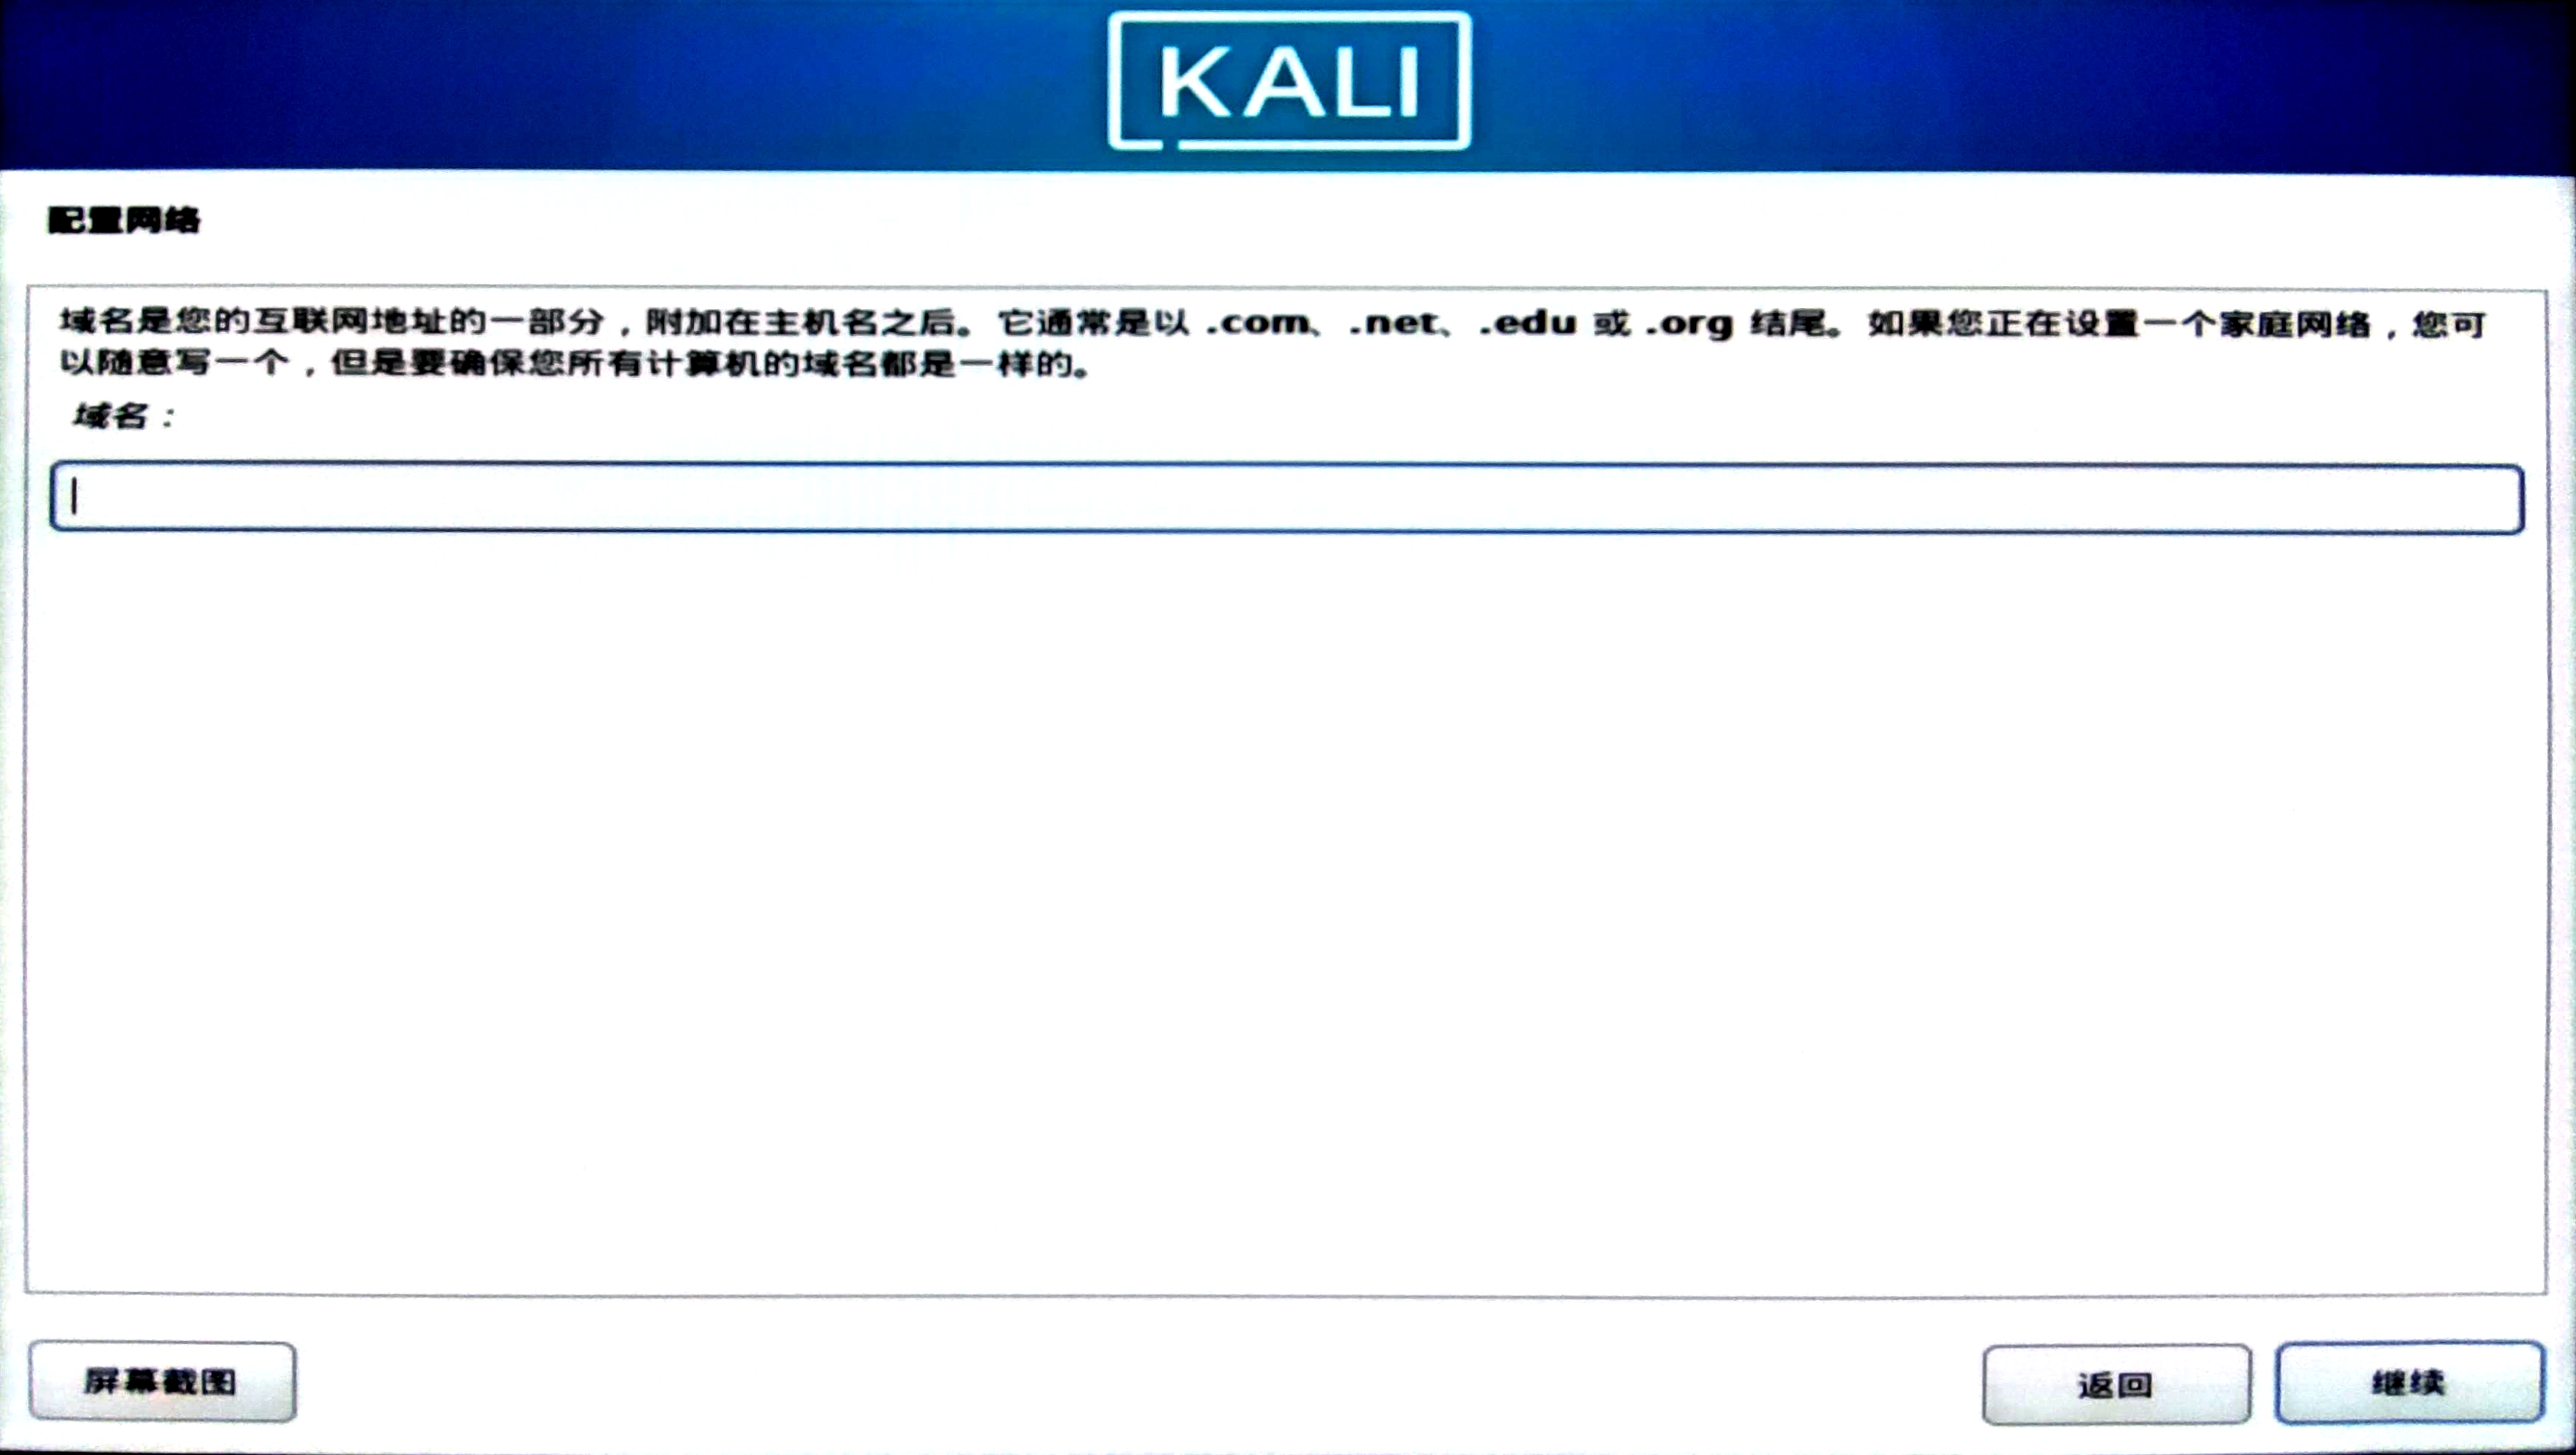 KALI
配置网络
域名是您的互联网地址的一部分，附加在主机名之后。它通常是以 .com、.net、.edu 或 .org 结尾。如果您正在设置一个家庭网络，您可
以随意写一个，但是要确保您所有计算机的域名都是一样的。
域名：
屏幕截图
返回
继续